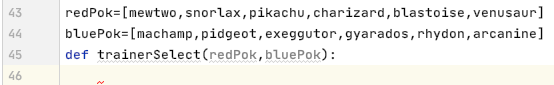 43 redPok=[mewtwo,snorlax,pikachu,charizard,blastoise,venusaur]
44 bluePok=[machamp,pidgeot,exeggutor,gyarados,rhydon,arcanine]
45 def trainerSelect(redPok,bluePok):
46